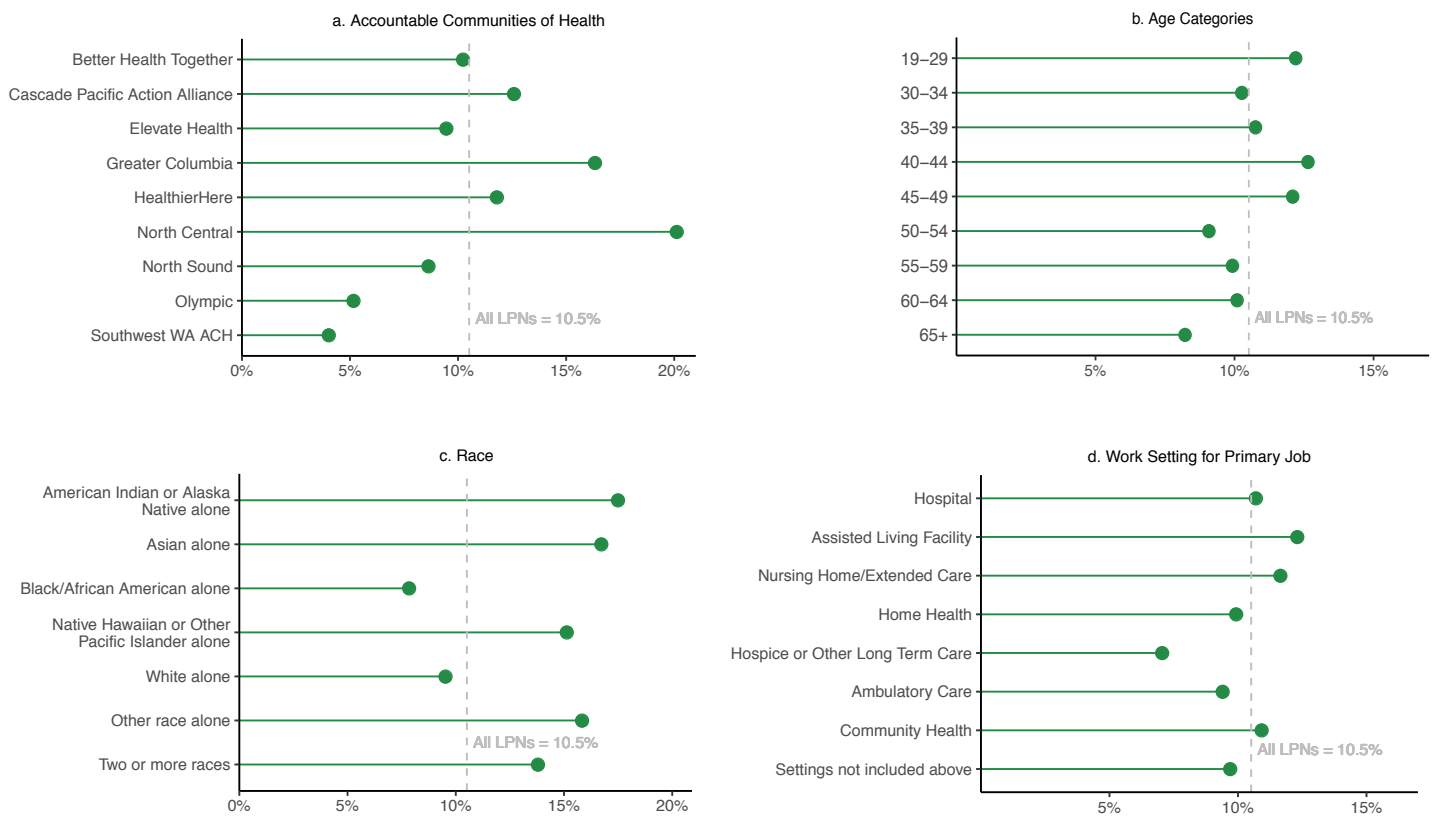 a. Accountable Communities of Health
Better Health Together
Cascade Pacific Action Alliance
Elevate Health
Greater Columbia
HealthierHere
North Central
North Sound
Olympic
Southwest WA ACH
All LPNs = 10.5%
0% 5% 10% 15% 20%
b. Age Categories
19–29
30–34
35–39
40–44
45–49
50–54
55–59
60–64
65+
All LPNs = 10.5%
5% 10% 15%
c. Race
American Indian or Alaska
Native alone
Asian alone
Black/African American alone
Native Hawaiian or Other
Pacific Islander alone
White alone
Other race alone
Two or more races
All LPNs = 10.5%
0% 5% 10% 15% 20%
d. Work Setting for Primary Job
Hospital
Assisted Living Facility
Nursing Home/Extended Care
Home Health
Hospice or Other Long Term Care
Ambulatory Care
Community Health
Settings not included above
All LPNs = 10.5%
5% 10% 15%